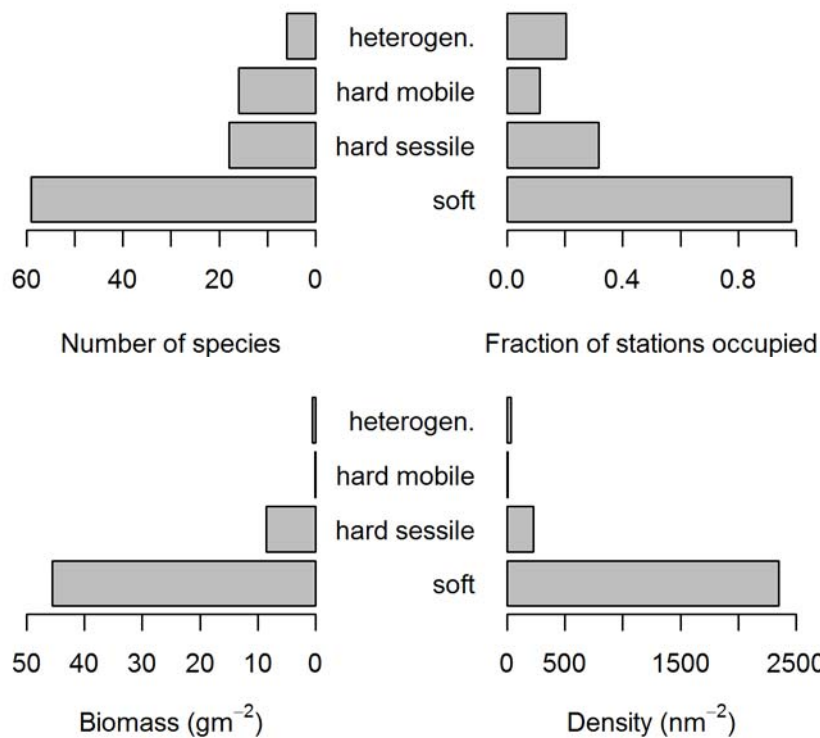 heterogen.
hard mobile
hard sessile
soft
60 40 20 0
0.0 0.4 0.8
Number of species
Fraction of stations occupied
heterogen.
hard mobile
hard sessile
soft
50 40 30 20 10 0
0 500 1500 2500
Biomass (gm⁻²)
Density (nm⁻²)